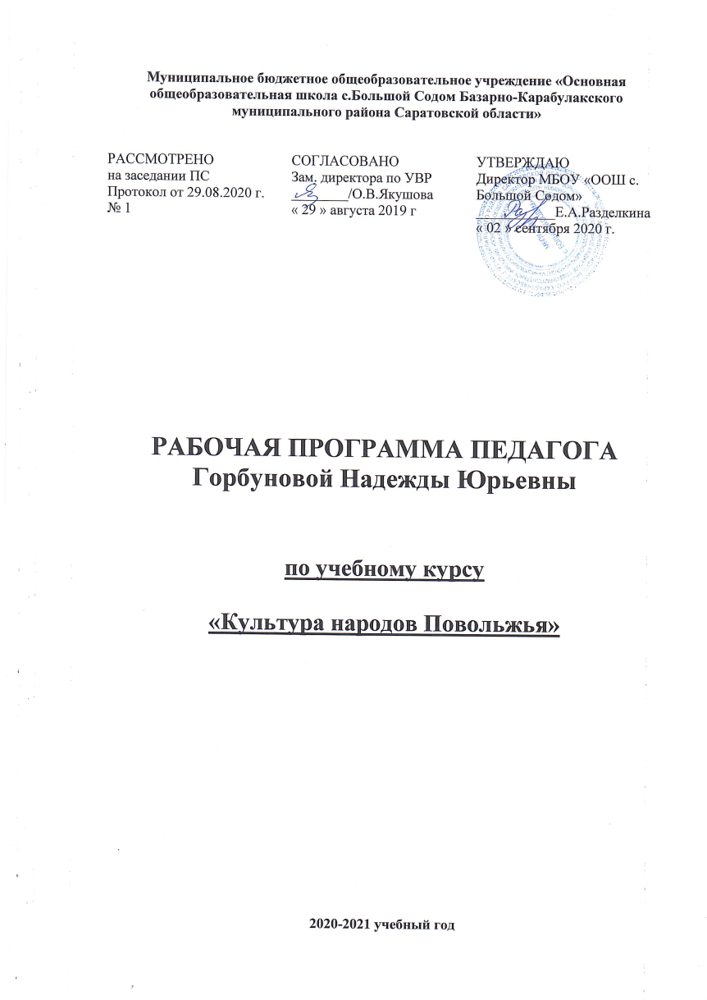 Муниципальное бюджетное общеобразовательное учреждение «Основная
общеобразовательная школа с.Большой Содом Базарно-Карабулакского
муниципального района Саратовской области»
РАССМОТРЕНО
на заседании ПС
Протокол от 29.08.2020 г.
№ 1
СОГЛАСОВАНО
Зам. директора по УВР
________/О.В.Якушова
« 29 » августа 2019 г
УТВЕРЖДАЮ
Директор МБОУ «ООШ с.
Большой Содом»
___________Е.А.Разделкина
« 02 » сентября 2020 г.
РАБОЧАЯ ПРОГРАММА ПЕДАГОГА
Горбуновой Надежды Юрьевны
по учебному курсу
«Культура народов Повольжья»
2020-2021 учебный год